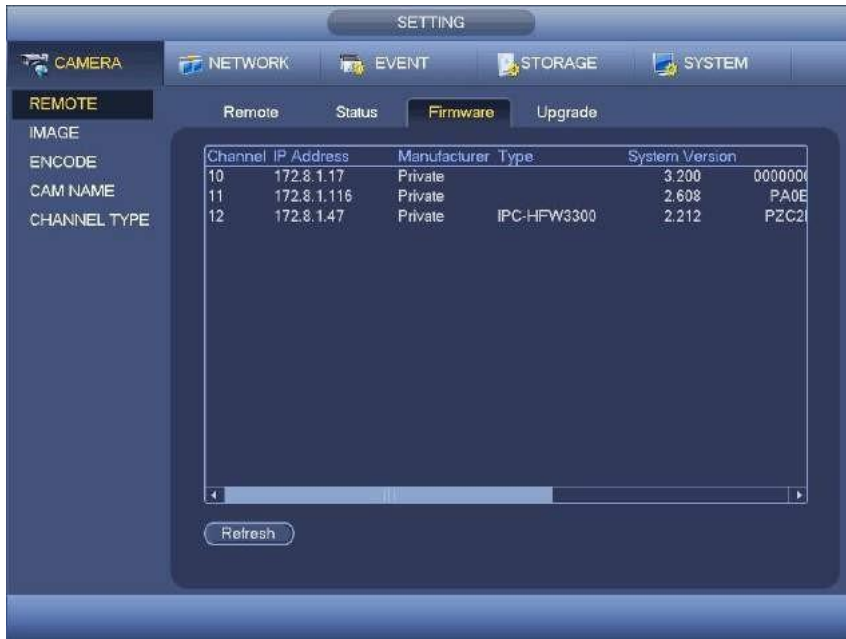 SETTING
CAMERA NETWORK EVENT STORAGE SYSTEM
REMOTE
IMAGE
ENCODE
CAM NAME
CHANNEL TYPE
Remote Status Firmware Upgrade
Channel IP Address Manufacturer Type System Version
10 172.8.1.17 Private 3.200
11 172.8.1.116 Private 2.608
12 172.8.1.47 Private IPC-HFW3300 2.212
Refresh